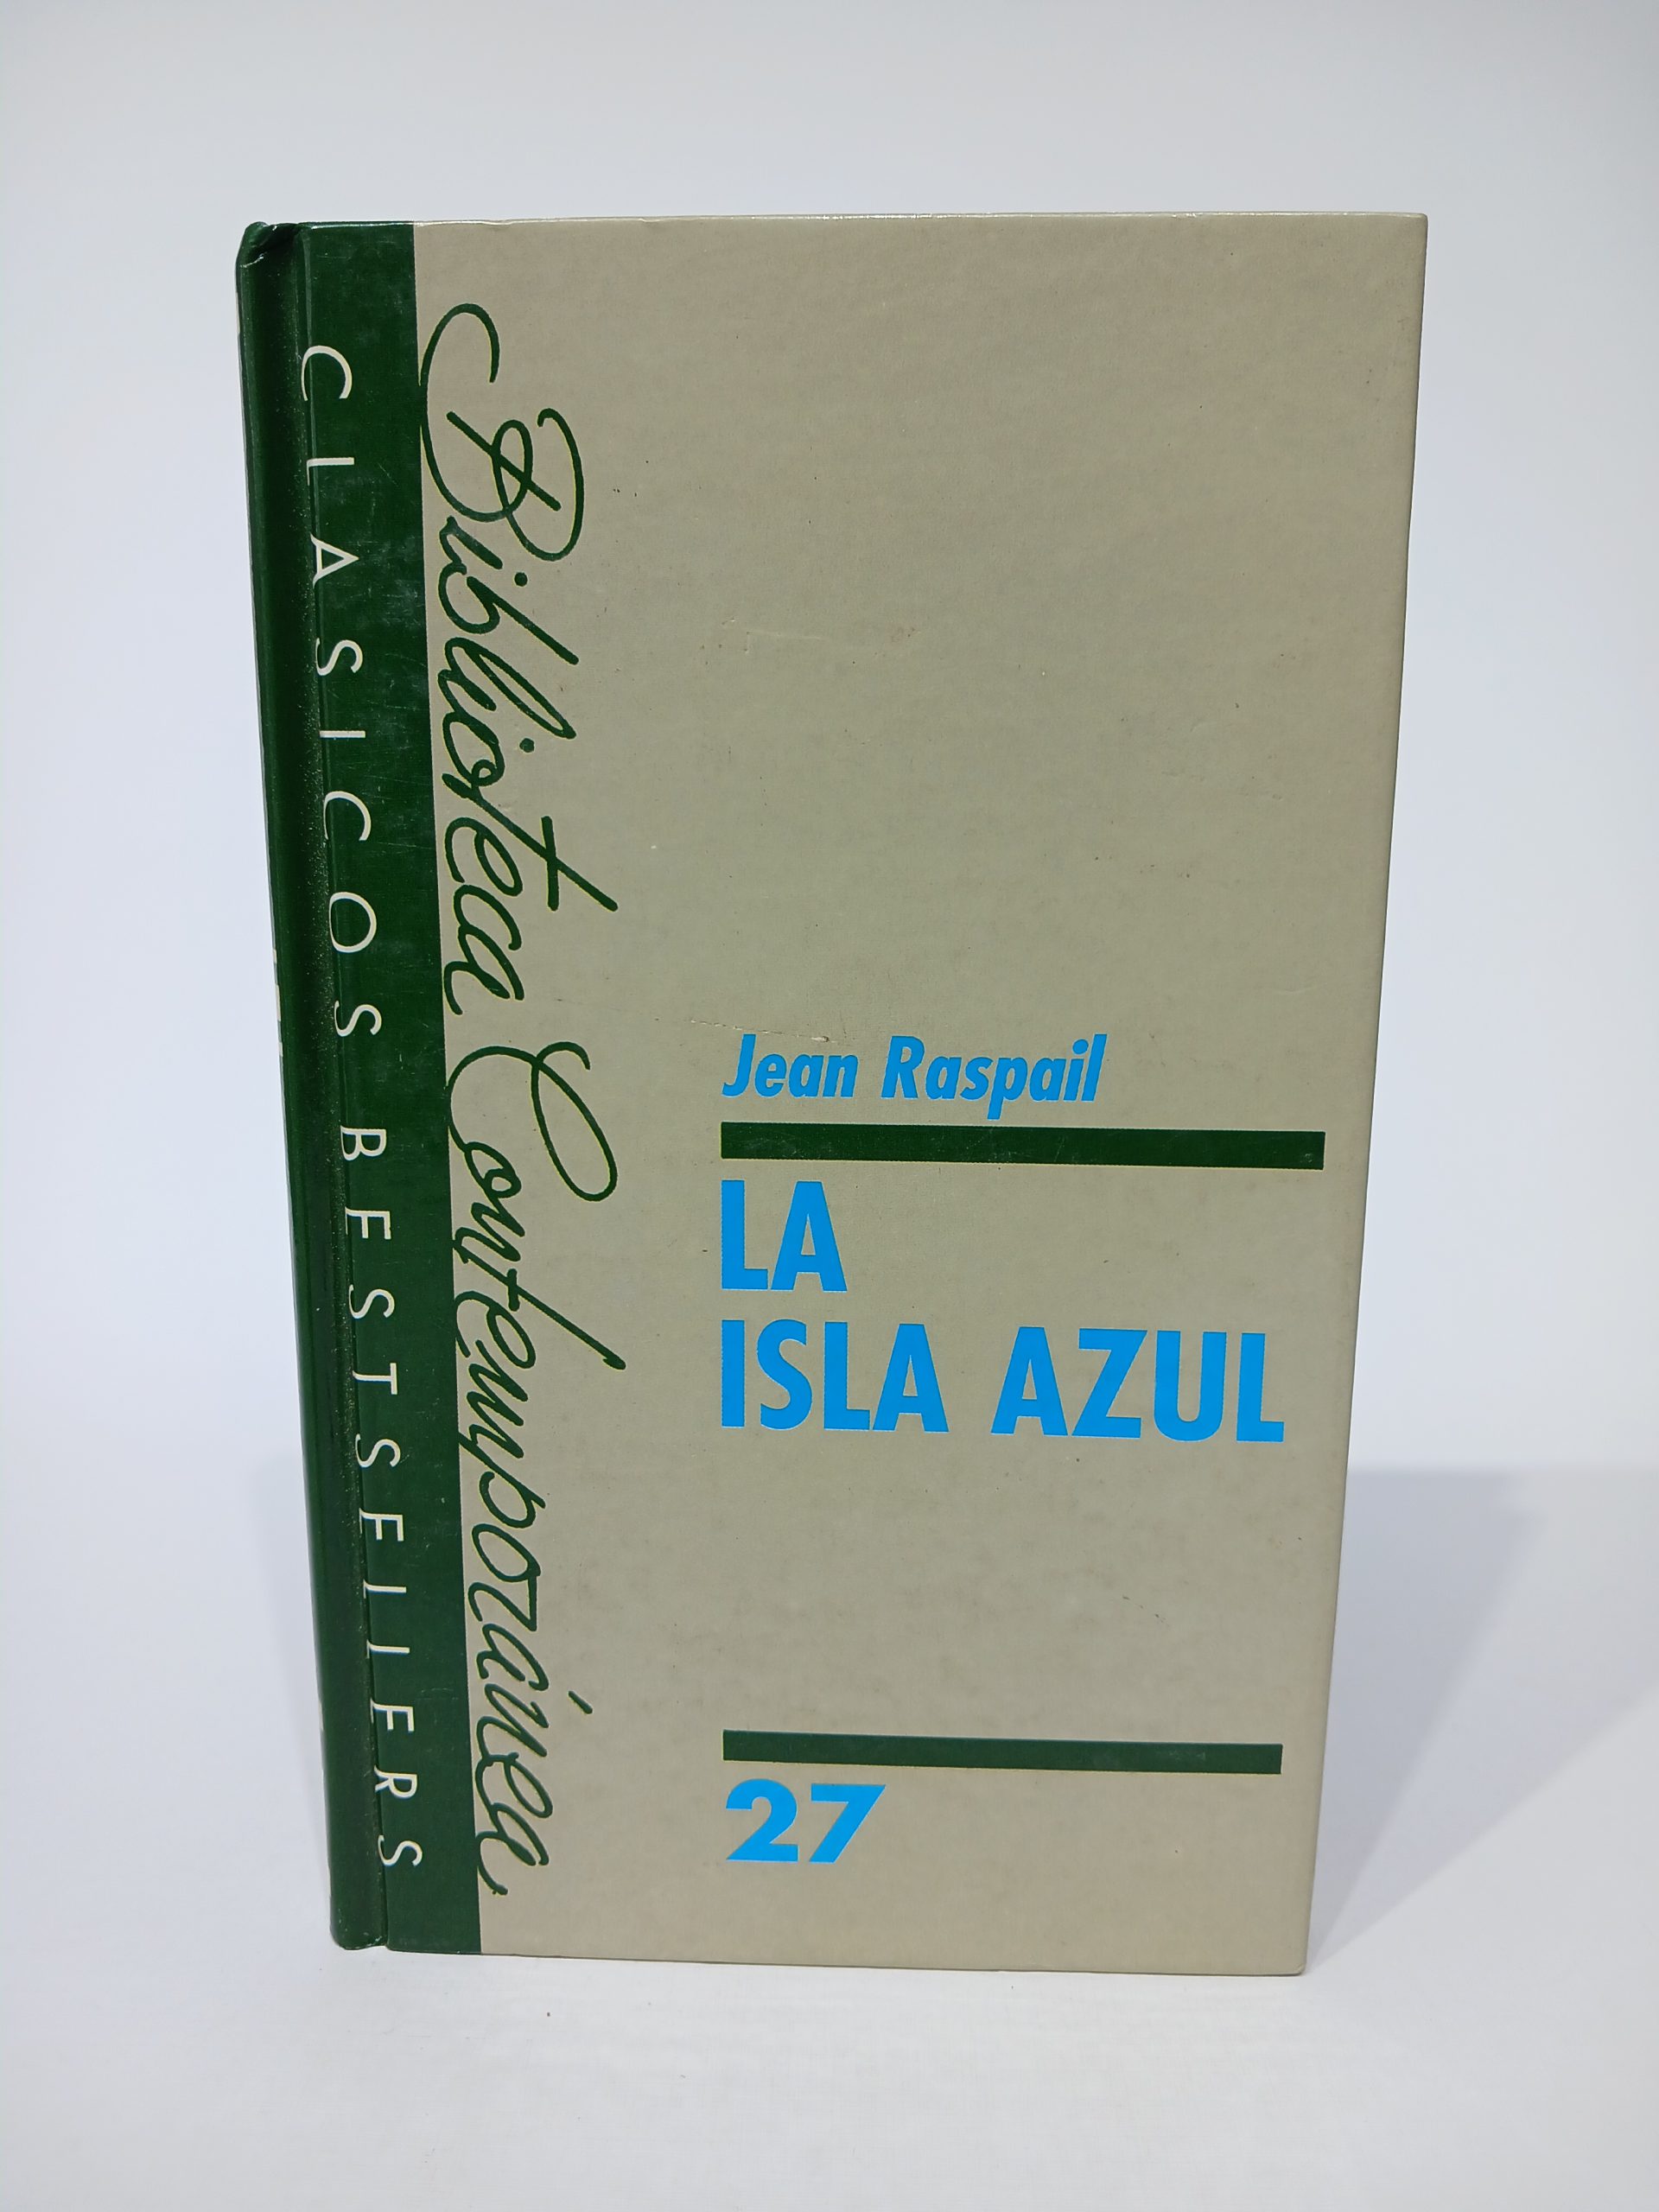 CLASICOS BESTSELLERS
Biblioteca Contemporánea
Jean Raspail
LA
ISLA AZUL
27